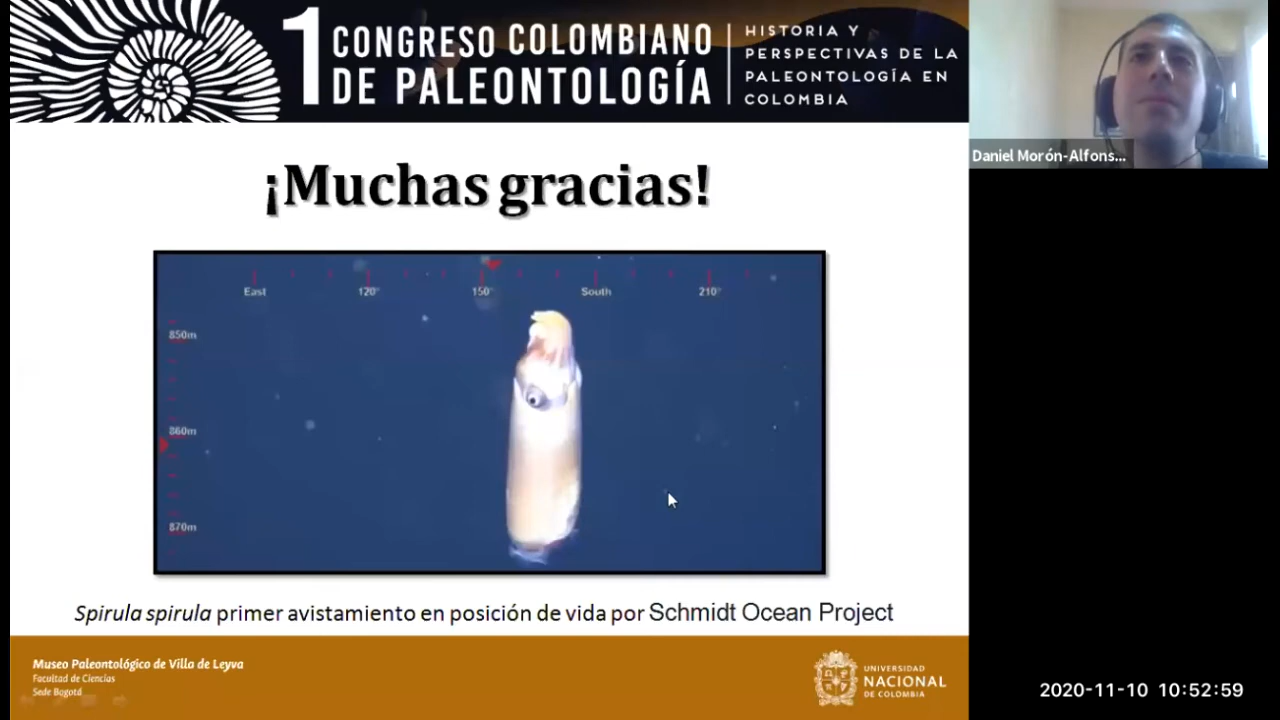 1 CONGRESO COLOMBIANO
DE PALEONTOLOGÍA
HISTORIA Y
PERSPECTIVAS DE LA
PALEONTOLOGÍA EN
COLOMBIA
Daniel Morón-Alfons...
¡Muchas gracias!
East 120° 150° South 210°
850m
860m
870m
Spirula spirula primer avistamiento en posición de vida por Schmidt Ocean Project
Museo Paleontológico de Villa de Leyva
Facultad de Ciencias
Sede Bogotá
UNIVERSIDAD
NACIONAL
DE COLOMBIA
2020-11-10 10:52:59